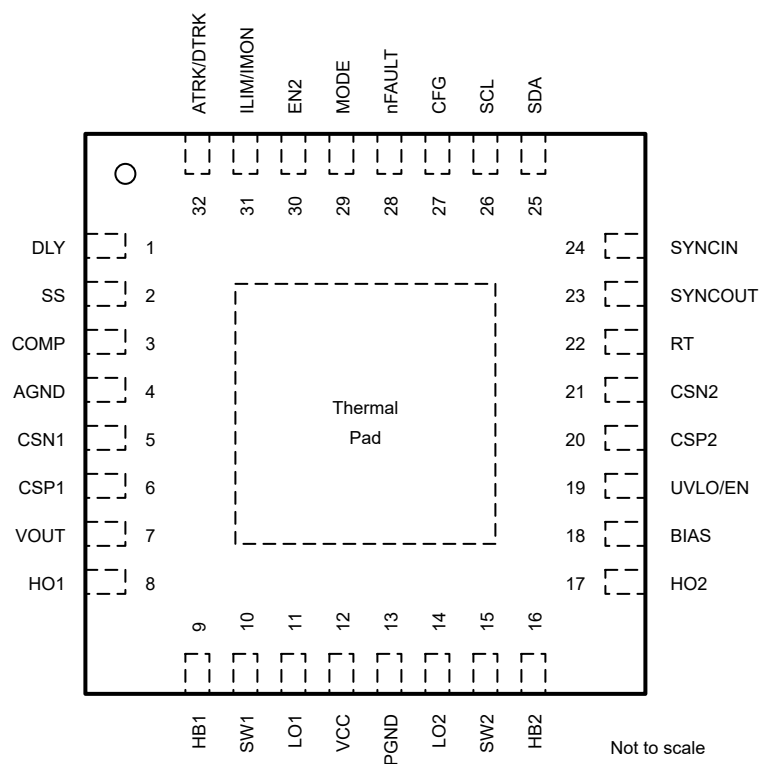 ATRK/DTRK
ILIM/IMON
EN2
MODE
nFAULT
CFG
SCL
SDA
32
31
30
29
28
27
26
25
DLY 1
SS 2
COMP 3
AGND 4
CSN1 5
CSP1 6
VOUT 7
HO1 8
Thermal
Pad
24 SYNCIN
23 SYNCOUT
22 RT
21 CSN2
20 CSP2
19 UVLO/EN
18 BIAS
17 HO2
9
10
11
12
13
14
15
16
HB1
SW1
LO1
VCC
PGND
LO2
SW2
HB2
Not to scale